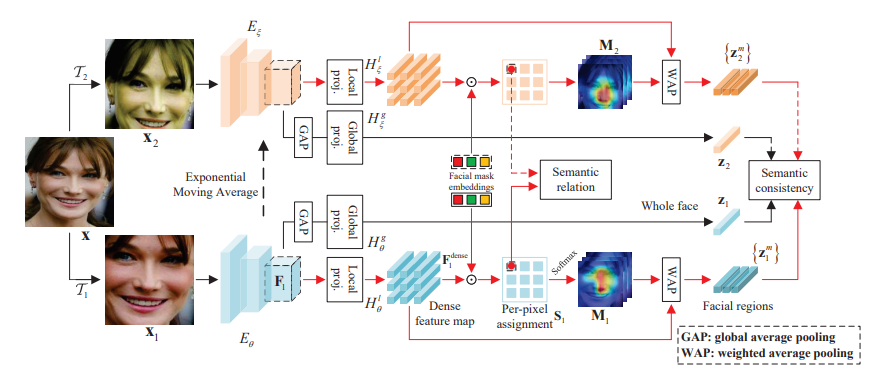 E_ξ
𝒯_2
x_2
Local proj.
H_ξ^l
GAP
Global proj.
H_ξ^g
M_2
WAP
{z_2^m}
z_2
x
Exponential
Moving Average
Facial mask
embeddings
Semantic
relation
Semantic
consistency
z_1
Whole face
GAP
Global proj.
H_θ^g
𝒯_1
x_1
F_1
E_θ
Local proj.
H_θ^l
F_1^dense
Dense
feature map
Per-pixel
assignment S_1
Softmax
M_1
WAP
{z_1^m}
Facial regions
GAP: global average pooling
WAP: weighted average pooling